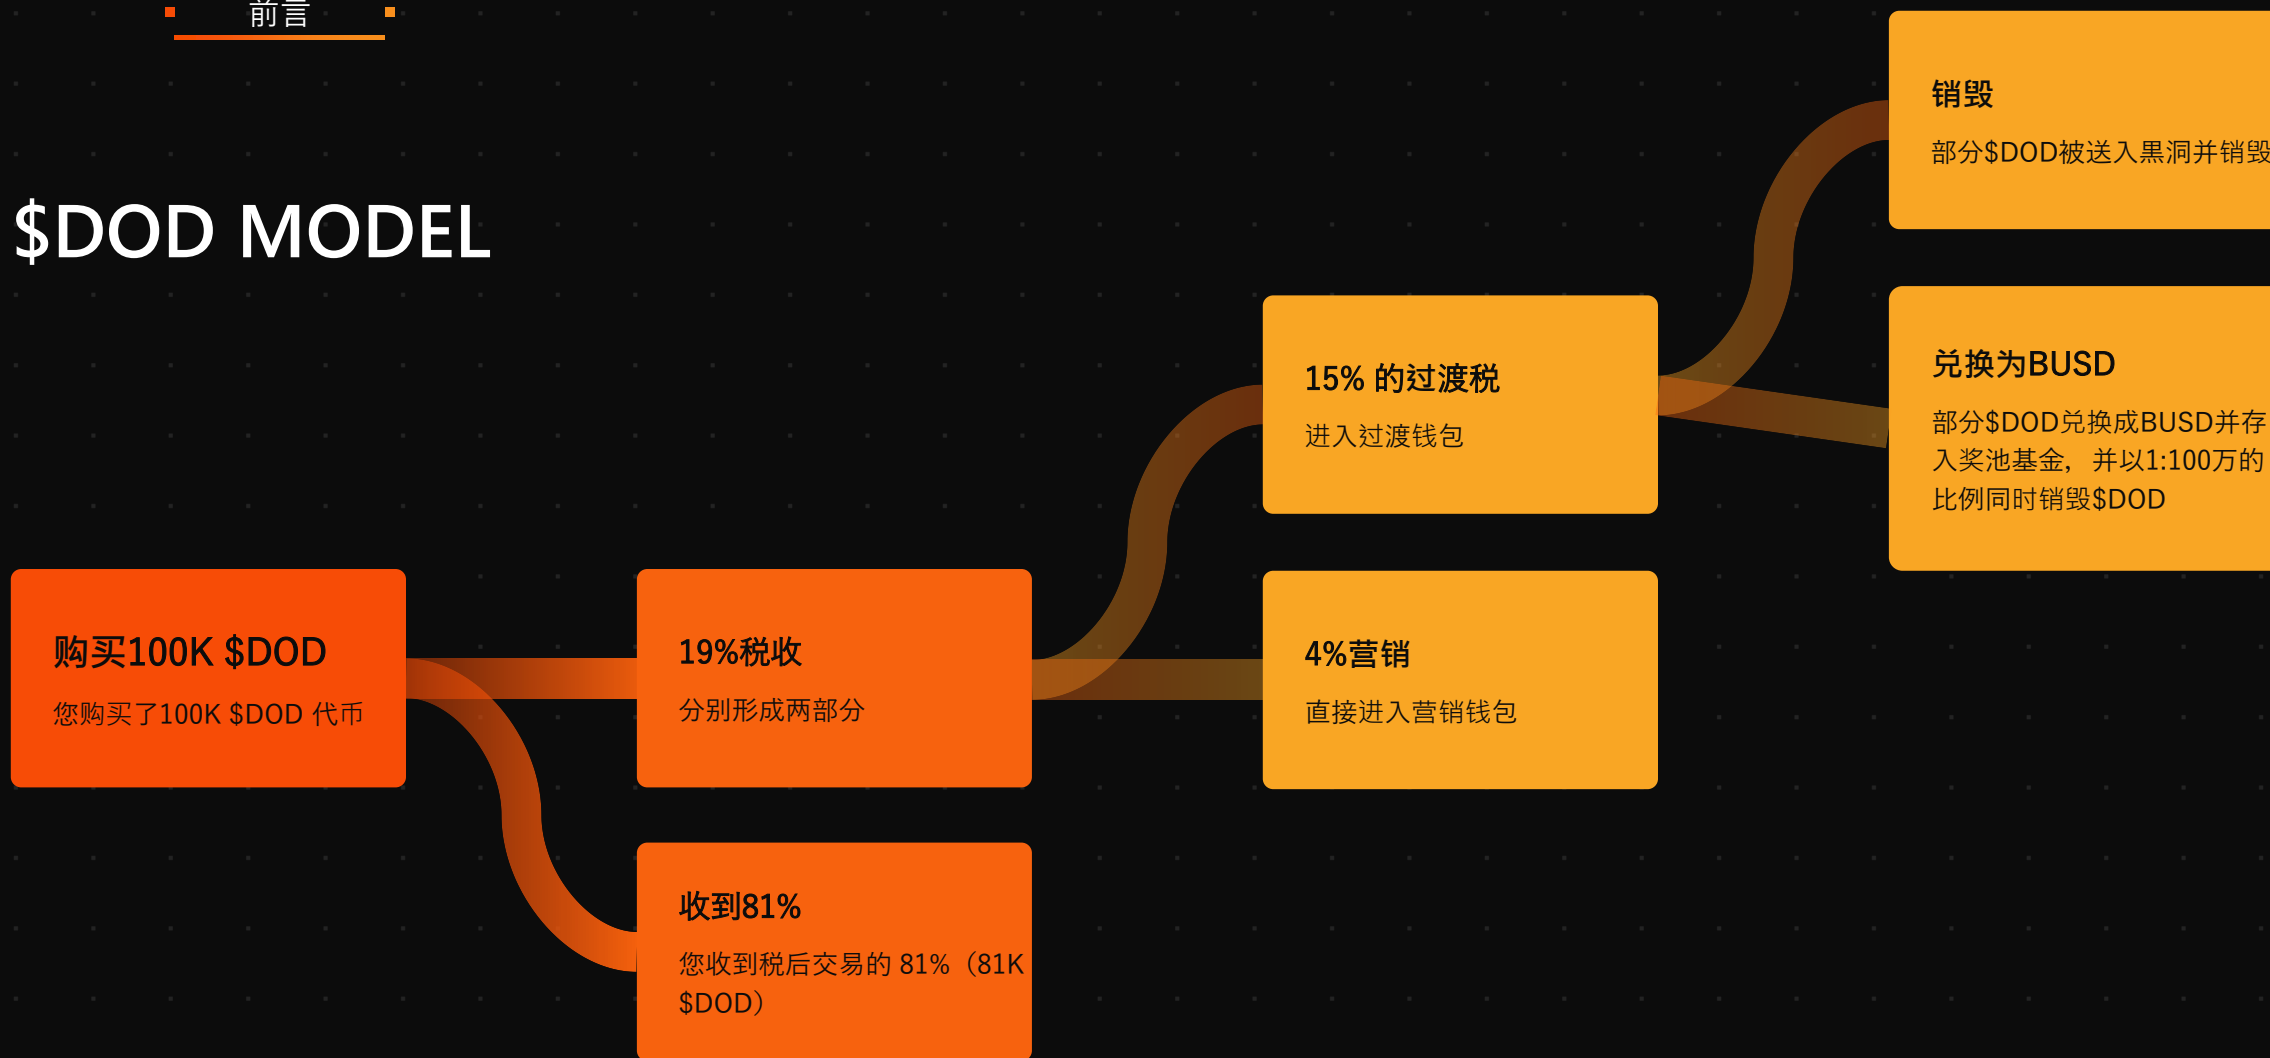 前言
$DOD MODEL
销毁
部分$DOD被送入黑洞并销毁
兑换为BUSD
部分$DOD兑换成BUSD并存
入奖池基金，并以1:100万的
比例同时销毁$DOD
15% 的过渡税
进入过渡钱包
购买100K $DOD
您购买了100K $DOD 代币
19%税收
分别形成两部分
4%营销
直接进入营销钱包
收到81%
您收到税后交易的 81%（81K
$DOD）